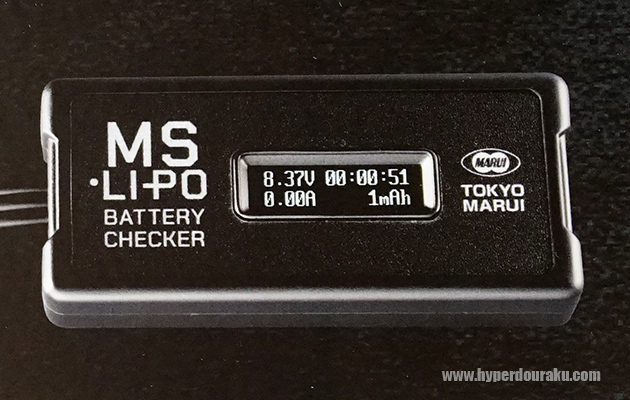 MS
・LI-PO
BATTERY
CHECKER
8.37V 00:00:51
0.00A 1mAh
MARUI
TOKYO
MARUI
www.hyperdouraku.com